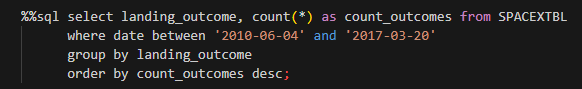 %%sql select landing_outcome, count(*) as count_outcomes from SPACEXTBL
where date between '2010-06-04' and '2017-03-20'
group by landing_outcome
order by count_outcomes desc;